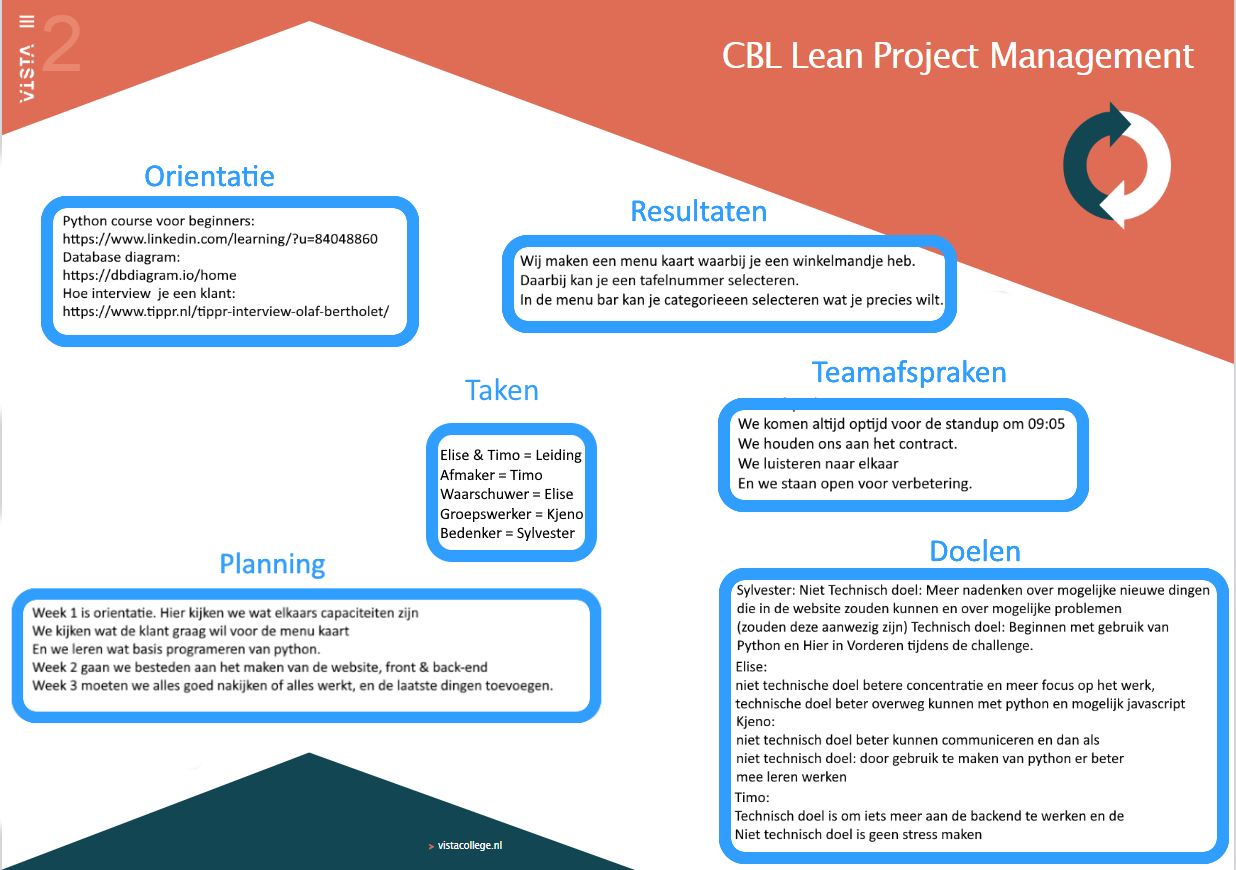 VISTA
2
CBL Lean Project Management
Orientatie
Python course voor beginners:
https://www.linkedin.com/learning/?u=84048860
Database diagram:
https://dbdiagram.io/home
Hoe interview je een klant:
https://www.tippr.nl/tippr-interview-olaf-bertholet/
Resultaten
Wij maken een menu kaart waarbij je een winkelmandje heb.
Daarbij kan je een tafelnummer selecteren.
In de menu bar kan je categorieeen selecteren wat je precies wilt.
Taken
Elise & Timo = Leiding
Afmaker = Timo
Waarschuwer = Elise
Groepswerker = Kjeno
Bedenker = Sylvester
Teamafspraken
We komen altijd optijd voor de standup om 09:05
We houden ons aan het contract.
We luisteren naar elkaar
En we staan open voor verbetering.
Planning
Week 1 is orientatie. Hier kijken we wat elkaars capaciteiten zijn
We kijken wat de klant graag wil voor de menu kaart
En we leren wat basis programeren van python.
Week 2 gaan we besteden aan het maken van de website, front & back-end
Week 3 moeten we alles goed nakijken of alles werkt, en de laatste dingen toevoegen.
Doelen
Sylvester: Niet Technisch doel: Meer nadenken over mogelijke nieuwe dingen
die in de website zouden kunnen en over mogelijke problemen
(zouden deze aanwezig zijn) Technisch doel: Beginnen met gebruik van
Python en Hier in Vorderen tijdens de challenge.
Elise:
niet technische doel betere concentratie en meer focus op het werk,
technische doel beter overweg kunnen met python en mogelijk javascript
Kjeno:
niet technisch doel beter kunnen communiceren en dan als
niet technisch doel: door gebruik te maken van python er beter
mee leren werken
Timo:
Technisch doel is om iets meer aan de backend te werken en de
Niet technisch doel is geen stress maken
> vistacollege.nl